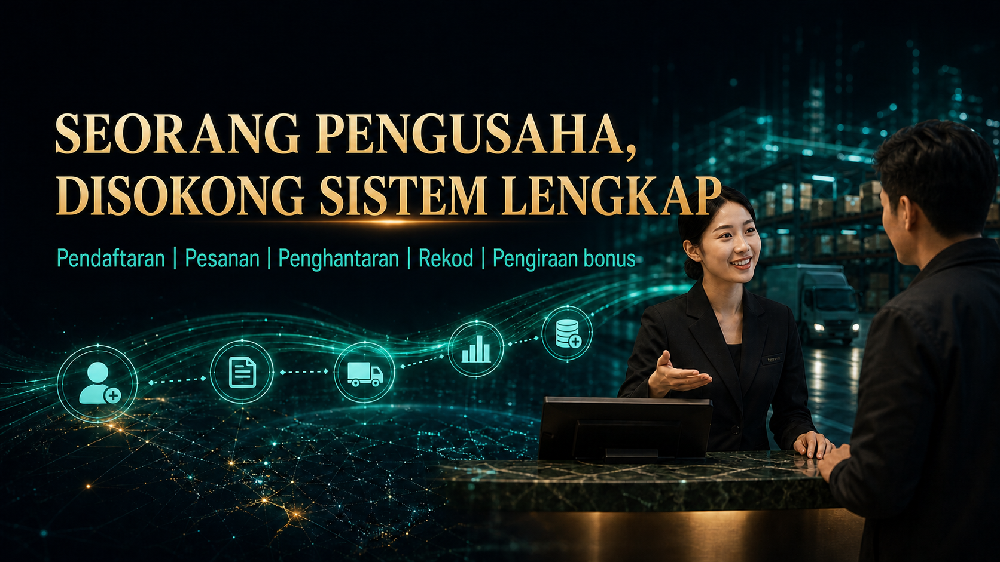 SEORANG PENGUSAHA,
DISOKONG SISTEM LENGKAP
Pendaftaran | Pesanan | Penghantaran | Rekod | Pengiraan bonus